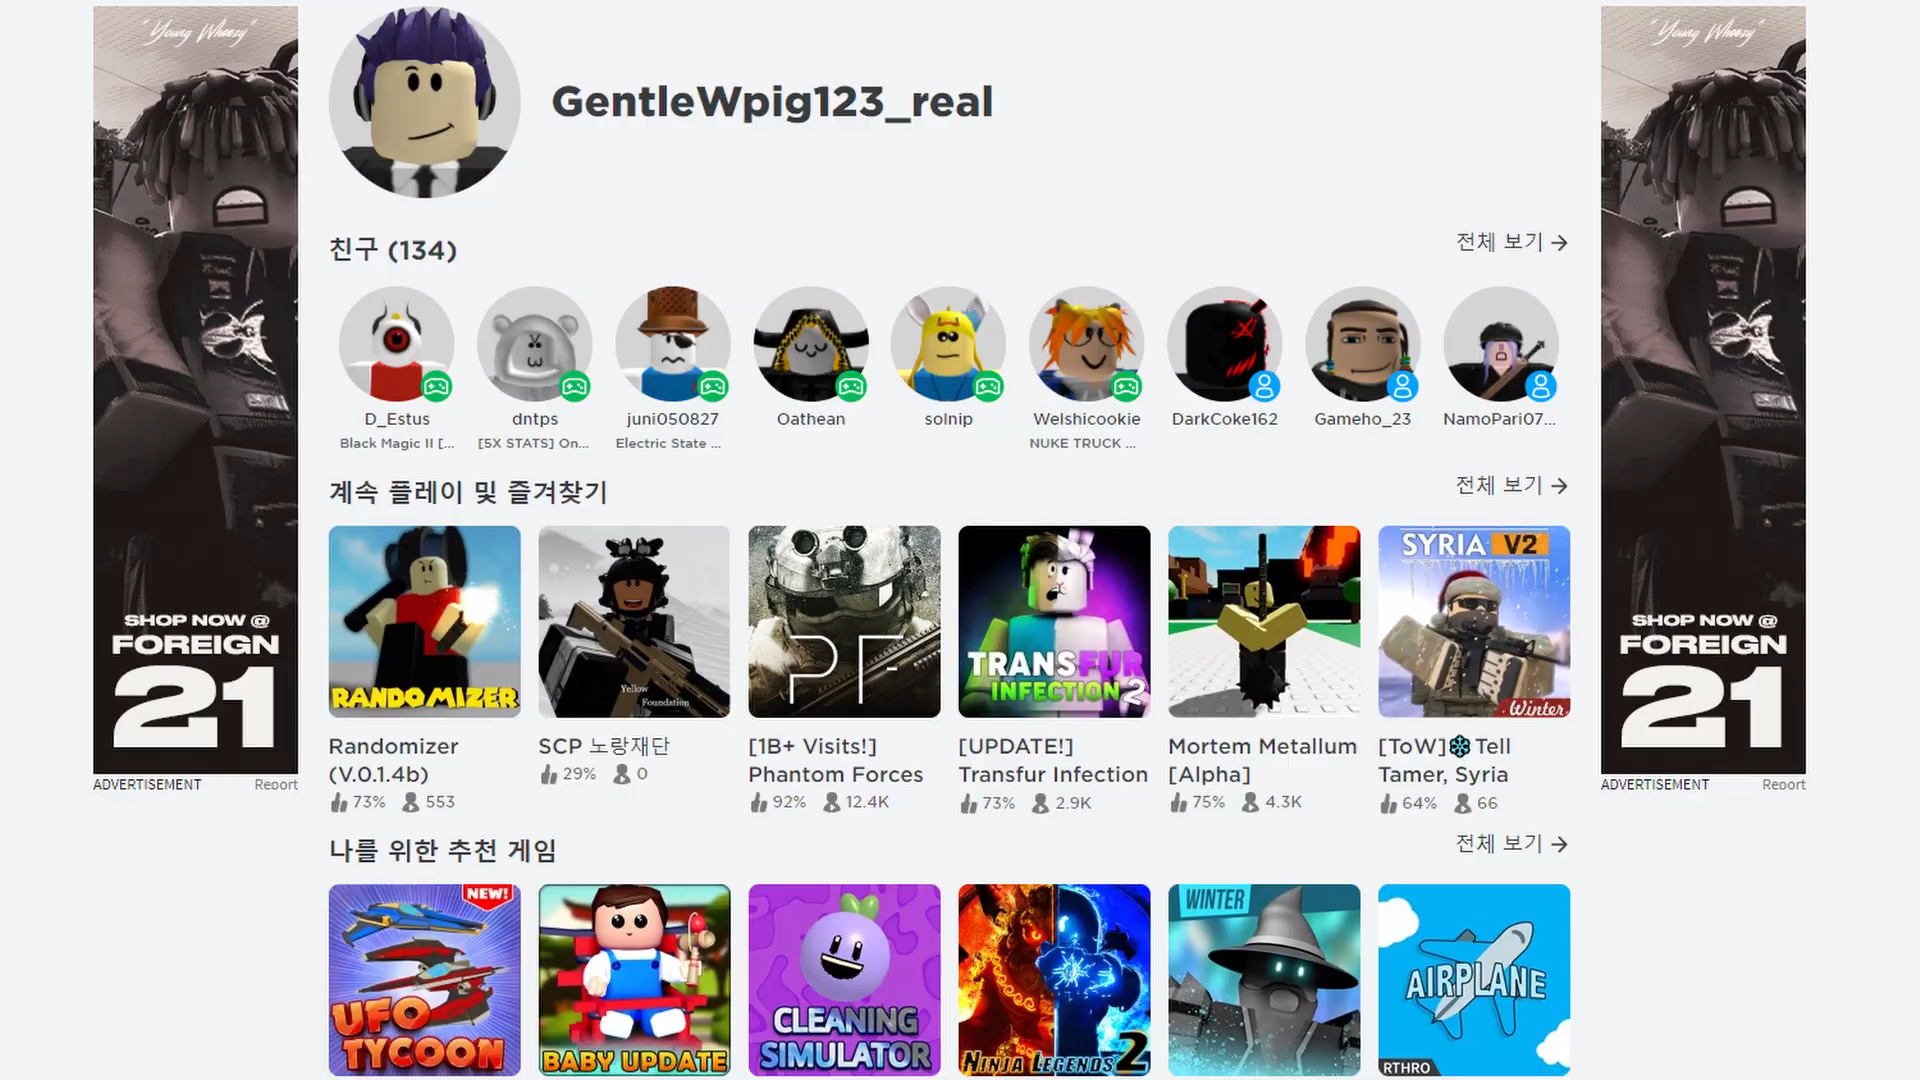 "Young Wheezy"
"Young Wheezy"
GentleWpig123_real
친구 (134)
전체 보기
D_Estus
Black Magic II [...
dntps
[5X STATS] On...
juni050827
Electric State ...
Oathean
solnip
Welshicookie
NUKE TRUCK ...
DarkCoke162
Gameho_23
NamoPari07...
계속 플레이 및 즐겨찾기
전체 보기
RANDOMIZER
Yellow
Foundation
PF
TRANSFUR
INFECTION 2
SYRIA V2
Winter
Randomizer
(V.0.1.4b)
73% 553
SCP 노랑재단
29% 0
[1B+ Visits!]
Phantom Forces
92% 12.4K
[UPDATE!]
Transfur Infection
73% 2.9K
Mortem Metallum
[Alpha]
75% 4.3K
[ToW]❄Tell
Tamer, Syria
64% 66
SHOP NOW @
FOREIGN
21
ADVERTISEMENT Report
SHOP NOW @
FOREIGN
21
ADVERTISEMENT Report
나를 위한 추천 게임
전체 보기
NEW!
UFO
TYCOON
BABY UPDATE
CLEANING
SIMULATOR
NINJA LEGENDS 2
WINTER
AIRPLANE
RTHRO